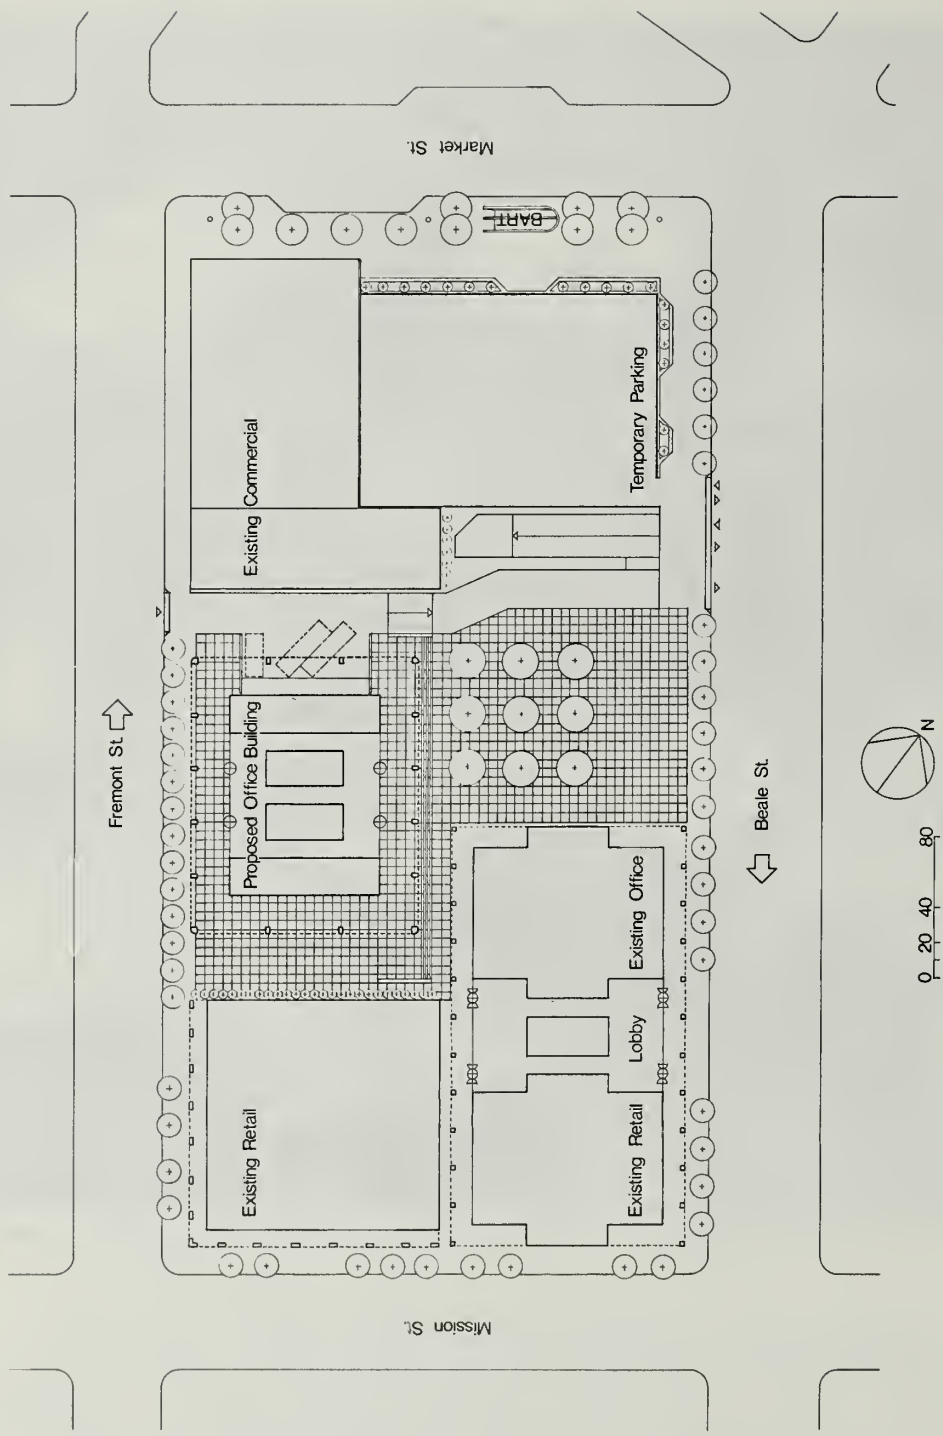 Market St.
BART
Existing Commercial
Temporary Parking
Fremont St.
Proposed Office Building
Beale St.
Existing Office
Lobby
Existing Retail
Existing Retail
Mission St.
N
0 20 40 80